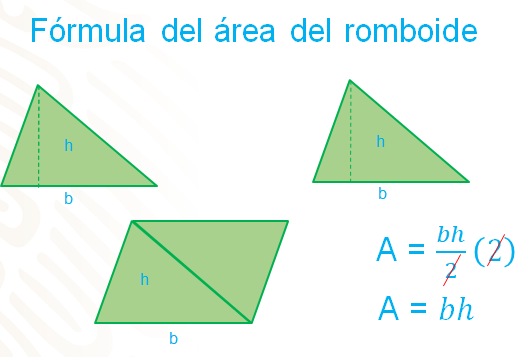 Fórmula del área del romboide
h
b
h
b
h
b
A = bh/2 (2)
A = bh